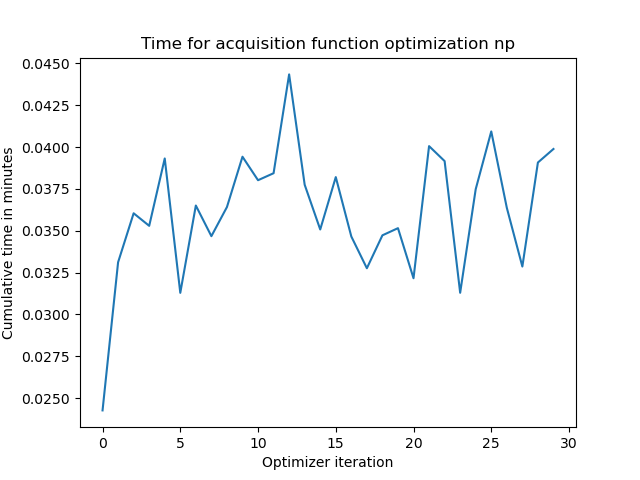 Time for acquisition function optimization np
Cumulative time in minutes
0.0450
0.0425
0.0400
0.0375
0.0350
0.0325
0.0300
0.0275
0.0250
0 5 10 15 20 25 30
Optimizer iteration